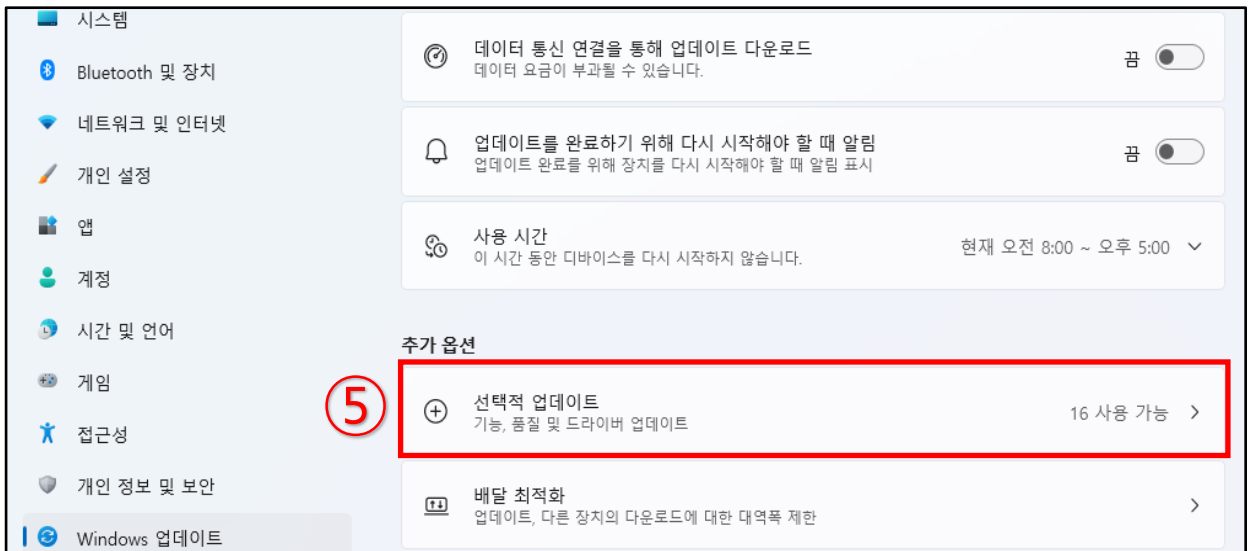 시스템
Bluetooth 및 장치
네트워크 및 인터넷
개인 설정
앱
계정
시간 및 언어
게임
접근성
개인 정보 및 보안
Windows 업데이트
데이터 통신 연결을 통해 업데이트 다운로드
데이터 요금이 부과될 수 있습니다.
끔
업데이트를 완료하기 위해 다시 시작해야 할 때 알림
업데이트 완료를 위해 장치를 다시 시작해야 할 때 알림 표시
끔
사용 시간
이 시간 동안 디바이스를 다시 시작하지 않습니다.
현재 오전 8:00 ~ 오후 5:00
추가 옵션
⑤
선택적 업데이트
기능, 품질 및 드라이버 업데이트
16 사용 가능
배달 최적화
업데이트, 다른 장치의 다운로드에 대한 대역폭 제한